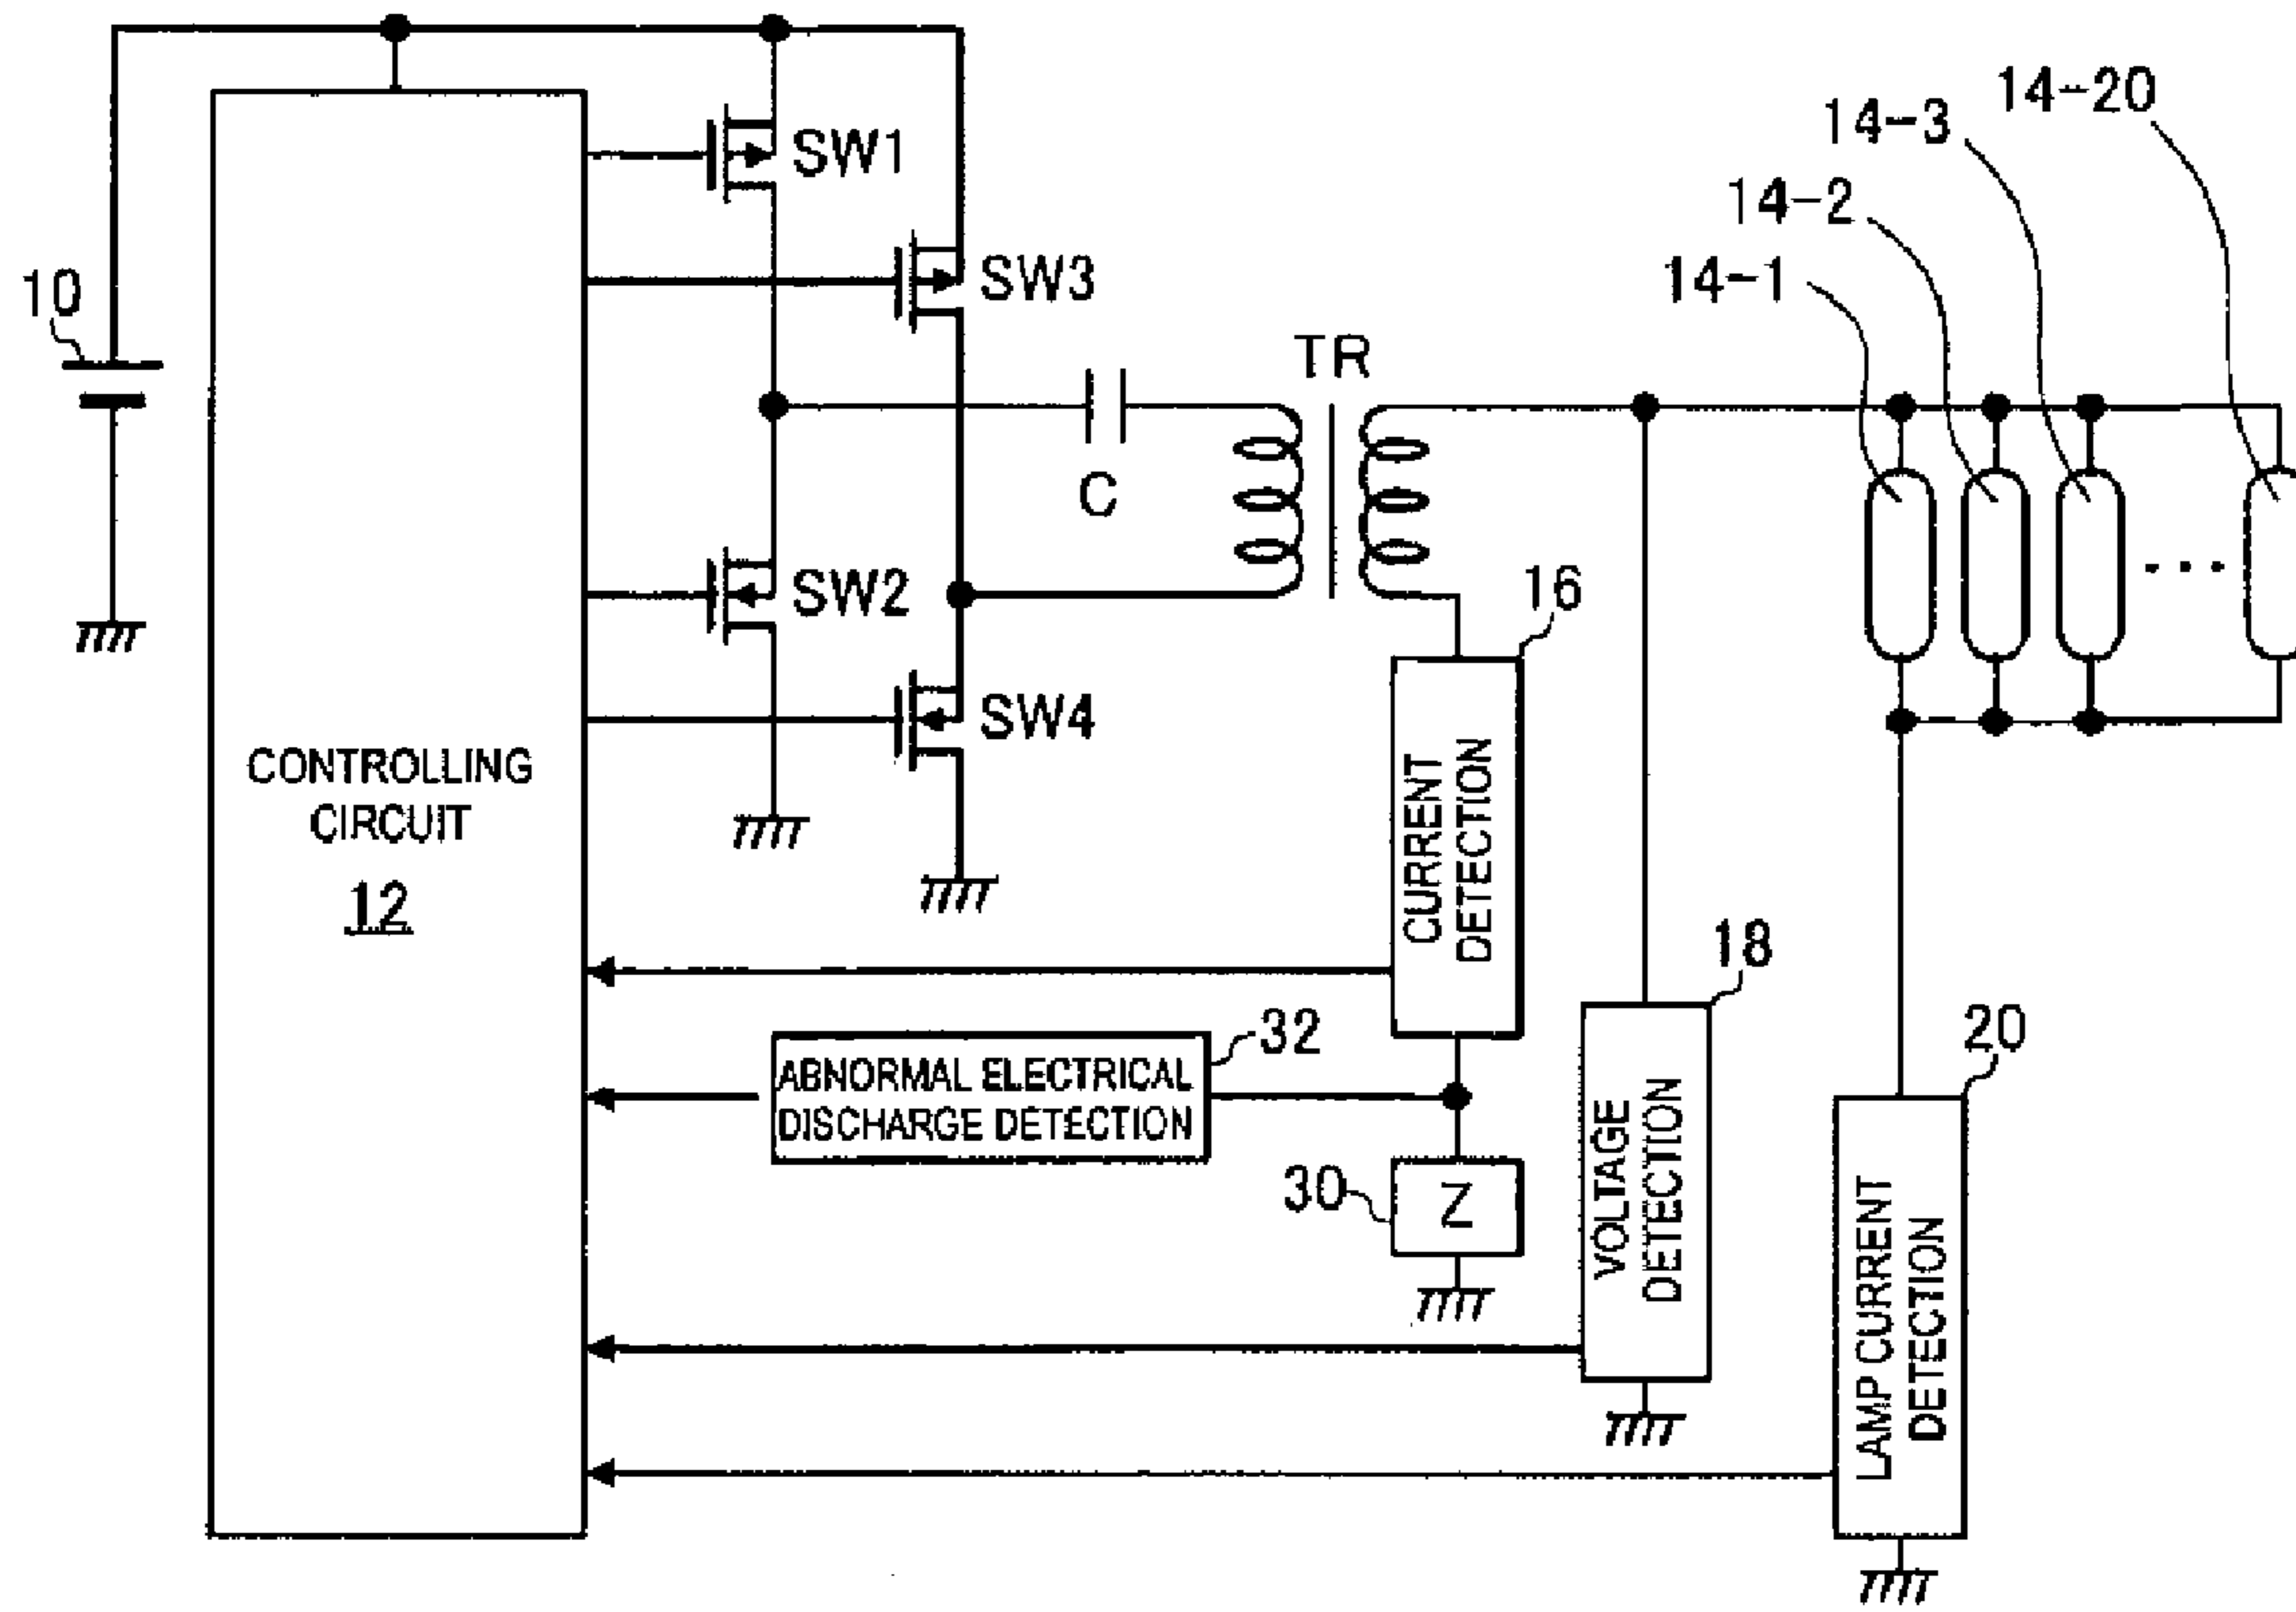 14-20
14-3
14-2
14-1
SW1
SW3
10
TR
C
SW2
SW4
16
CONTROLLING
CIRCUIT
12
CURRENT
DETECTION
18
32
ABNORMAL ELECTRICAL
DISCHARGE DETECTION
20
30
Z
VOLTAGE
DETECTION
LAMP CURRENT
DETECTION